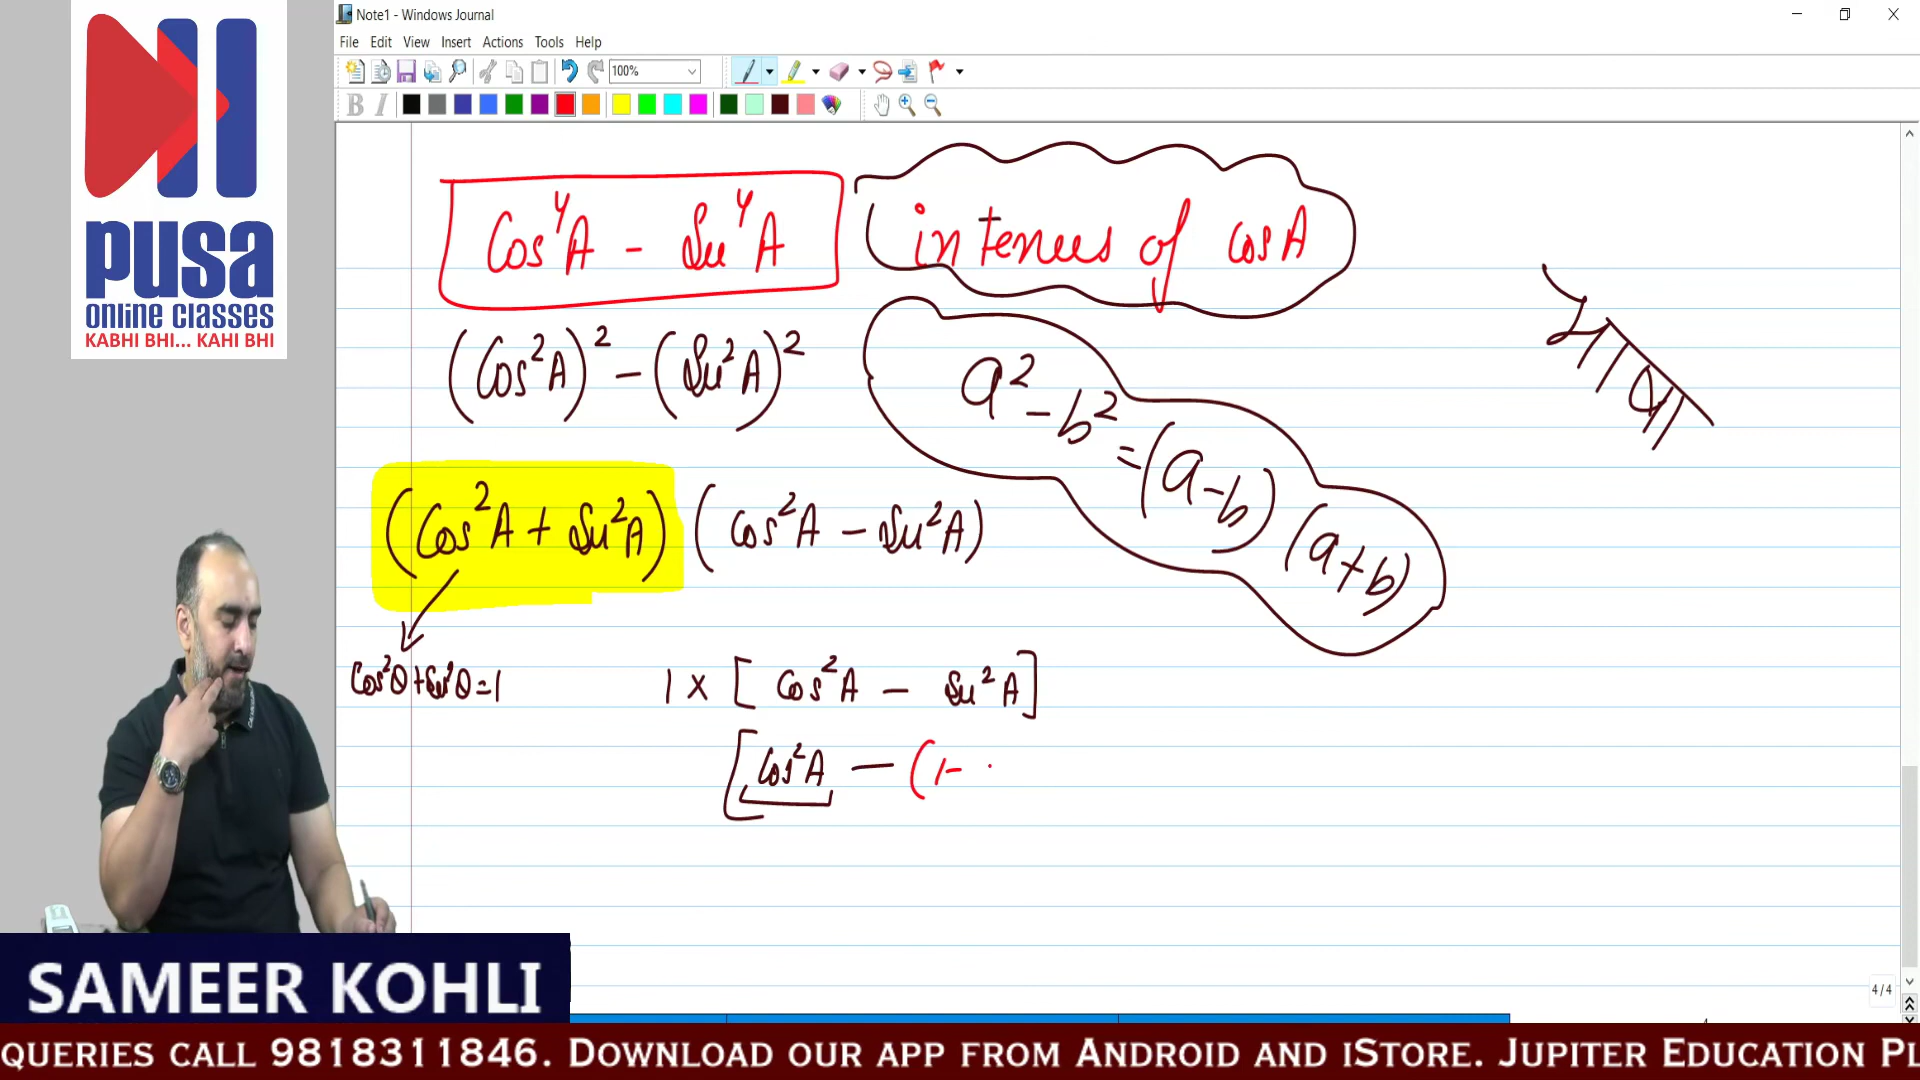 Note1 - Windows Journal
File Edit View Insert Actions Tools Help
100%
B I
PUSA
online classes
KABHI BHI... KAHI BHI
Cos⁴A - Sin⁴A in terms of CosA
(Cos²A)² - (Sin²A)²
a² - b² = (a-b) (a+b)
(Cos²A + Sin²A) (Cos²A - Sin²A)
Cos²θ + Sin²θ = 1
1 × [Cos²A - Sin²A]
[Cos²A - (1 -
4 / 4
SAMEER KOHLI
QUERIES CALL 9818311846. DOWNLOAD OUR APP FROM ANDROID AND ISTORE. JUPITER EDUCATION PL